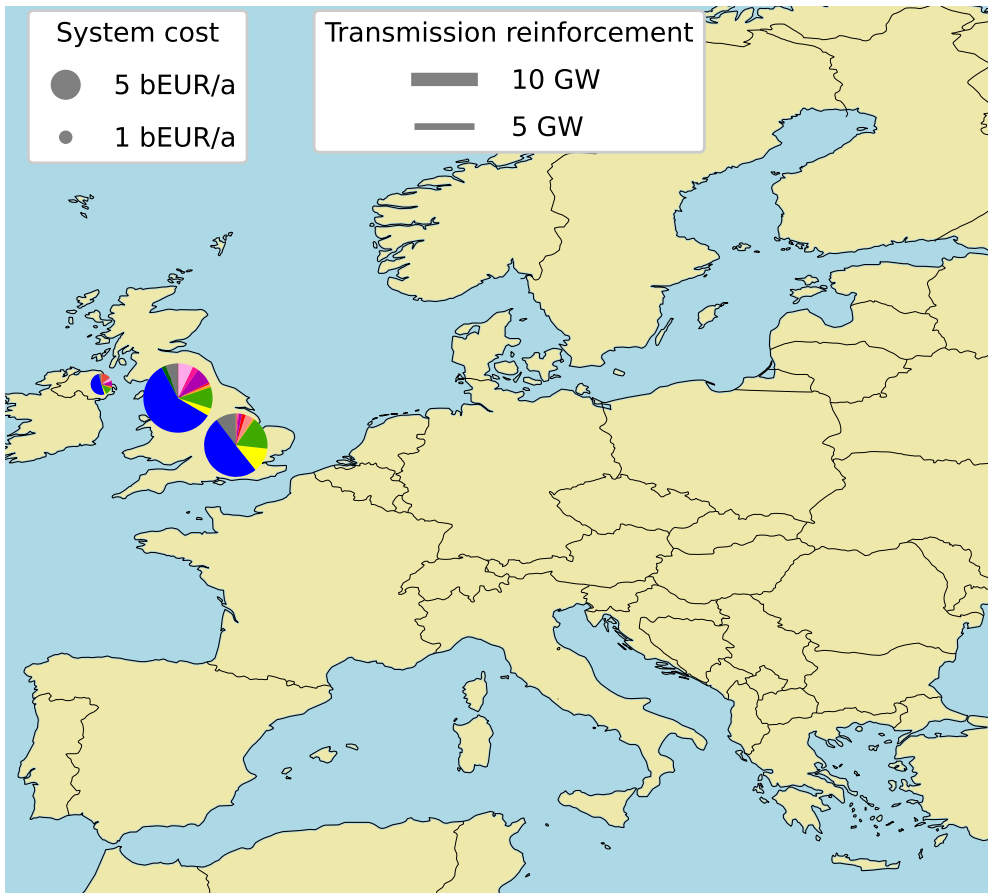 System cost
5 bEUR/a
1 bEUR/a
Transmission reinforcement
10 GW
5 GW